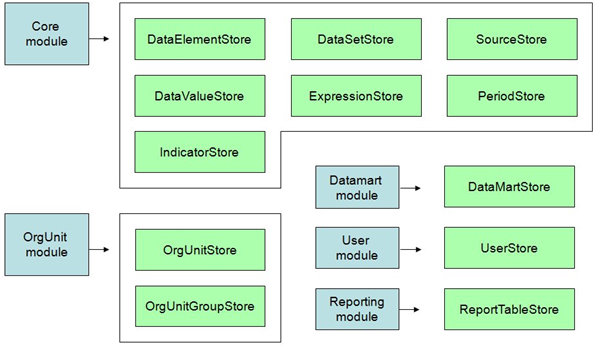 Core
module
DataElementStore
DataSetStore
SourceStore
DataValueStore
ExpressionStore
PeriodStore
IndicatorStore
Datamart
module
DataMartStore
OrgUnit
module
OrgUnitStore
User
module
UserStore
OrgUnitGroupStore
Reporting
module
ReportTableStore